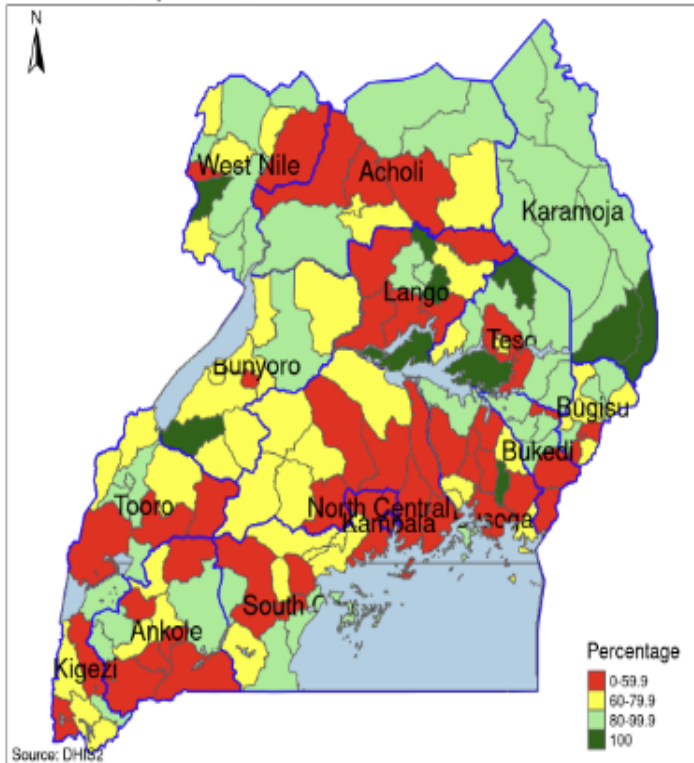 N
West Nile
Acholi
Karamoja
Lango
Teso
Bunyoro
Bugisu
Bukedi
Tooro
North Central
Kampala
South
Ankole
Kigezi
Percentage
0-59.9
60-79.9
80-99.9
100
Source: DHIS2